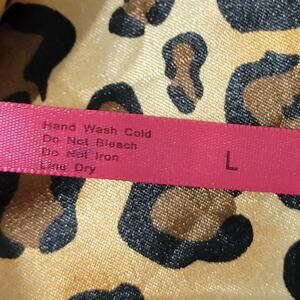 Hand Wash Cold
Do Not Bleach
Do Not Iron
Line Dry
L